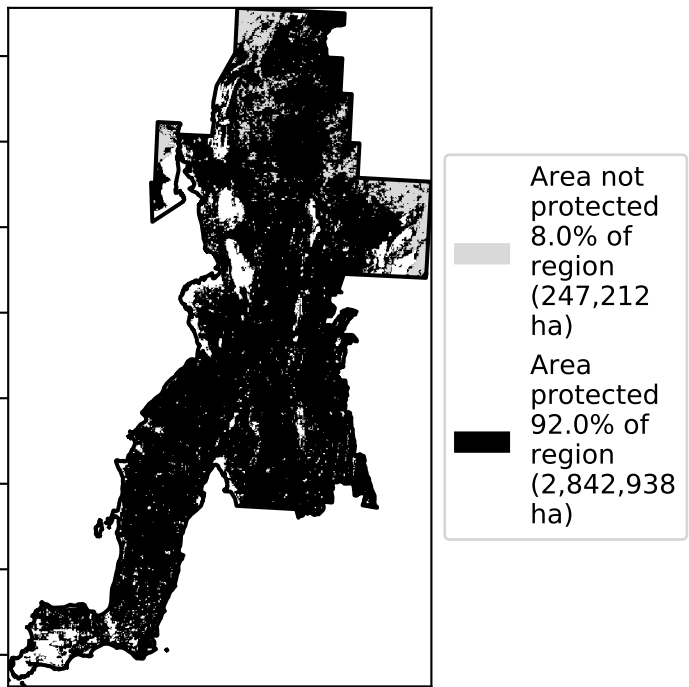 Area not
protected
8.0% of
region
(247,212
ha)
Area
protected
92.0% of
region
(2,842,938
ha)